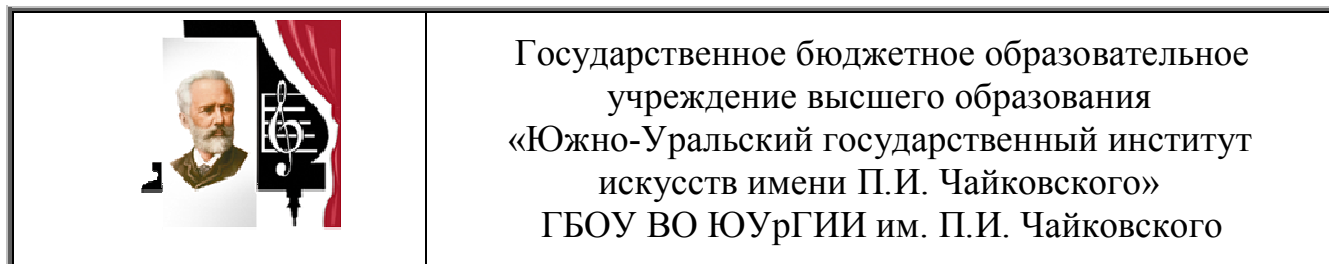 Государственное бюджетное образовательное
учреждение высшего образования
«Южно-Уральский государственный институт
искусств имени П.И. Чайковского»
ГБОУ ВО ЮУрГИИ им. П.И. Чайковского